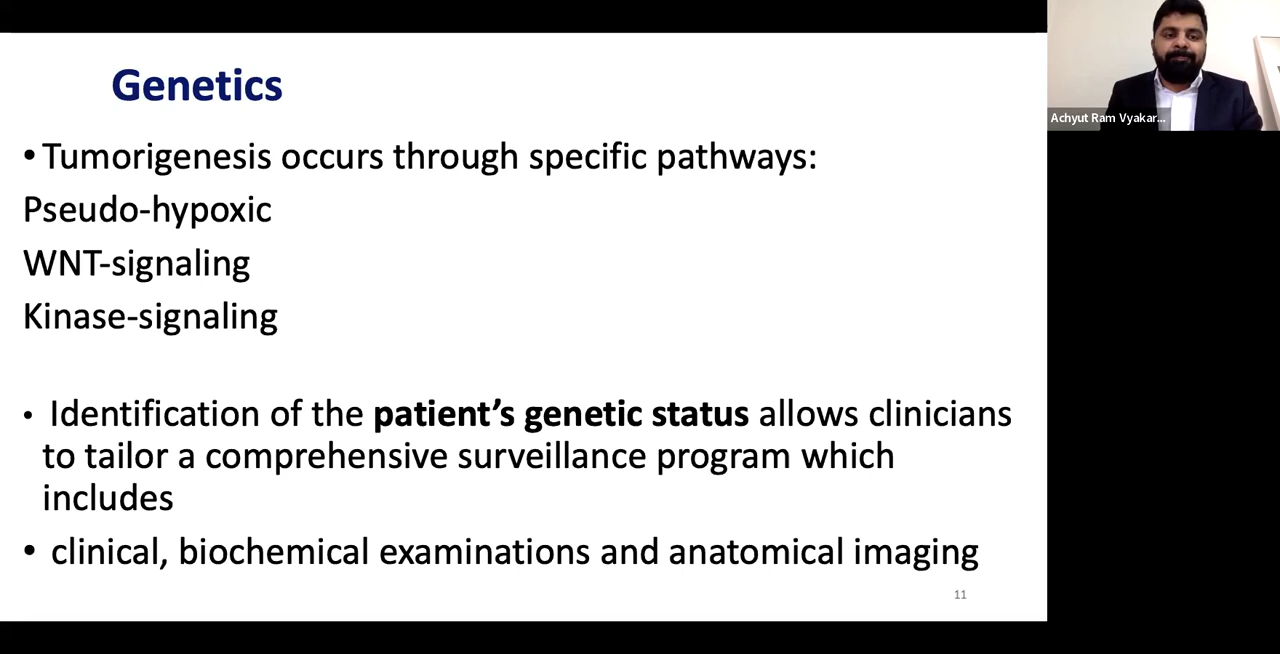 Genetics
• Tumorigenesis occurs through specific pathways:
Pseudo-hypoxic
WNT-signaling
Kinase-signaling
• Identification of the patient’s genetic status allows clinicians
to tailor a comprehensive surveillance program which
includes
• clinical, biochemical examinations and anatomical imaging
11
Achyut Ram Vyakar...